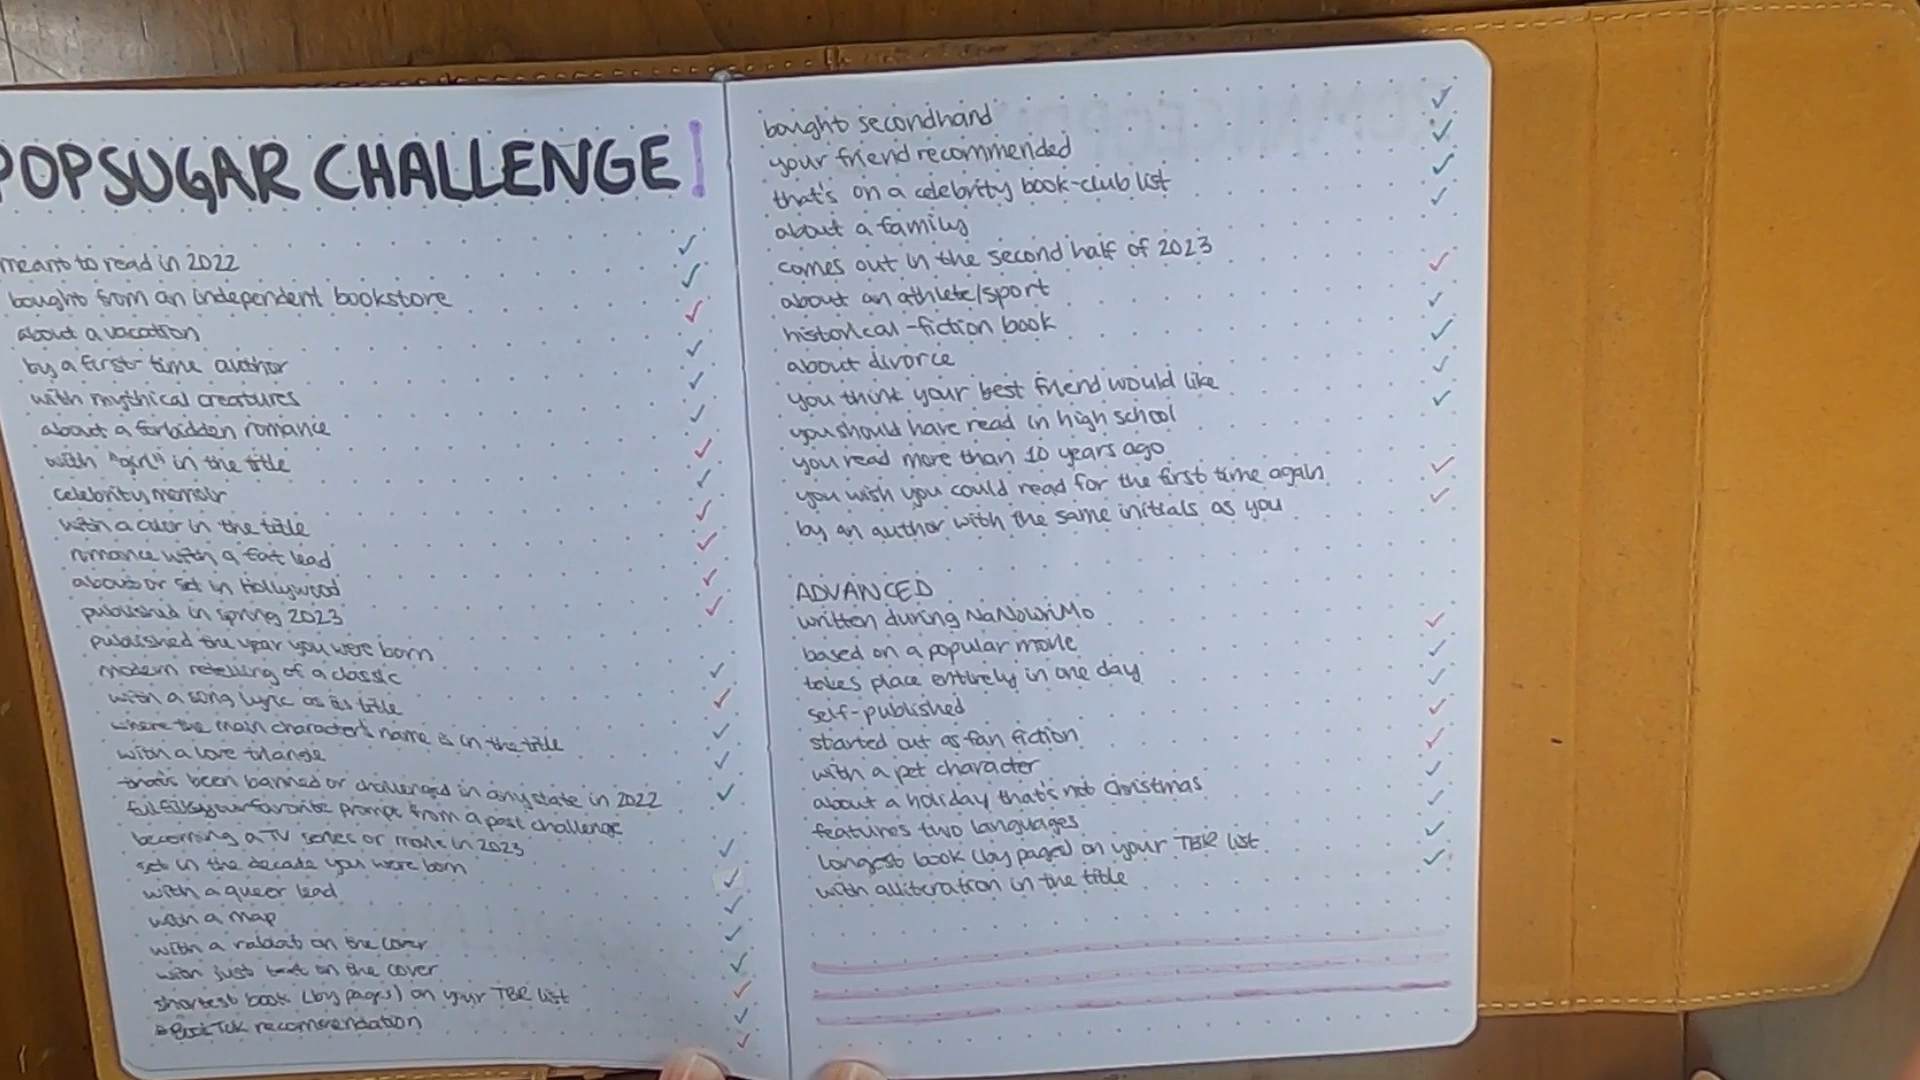 POPSUGAR CHALLENGE!
meant to read in 2022
bought from an independent bookstore
about a vacation
by a first-time author
with mythical creatures
about a forbidden romance
with "girl" in the title
celebrity memoir
with a color in the title
romance with a fat lead
about or set in Hollywood
published in spring 2023
published the year you were born
modern retelling of a classic
with a song lyric as its title
where the main character's name is in the title
with a love triangle
that's been banned or challenged in any state in 2022
fulfills your favorite prompt from a past challenge
becoming a TV series or movie in 2023
set in the decade you were born
with a queer lead
with a map
with a rabbit on the cover
with just text on the cover
shortest book (by pages) on your TBR list
BookTok recommendation
bought secondhand
your friend recommended
that's on a celebrity book-club list
about a family
comes out in the second half of 2023
about an athlete/sport
historical-fiction book
about divorce
you think your best friend would like
you should have read in high school
you read more than 10 years ago
you wish you could read for the first time again
by an author with the same initials as you
ADVANCED
written during NaNoWriMo
based on a popular movie
takes place entirely in one day
self-published
started out as fan fiction
with a pet character
about a holiday that's not Christmas
features two languages
longest book (by pages) on your TBR list
with alliteration in the title